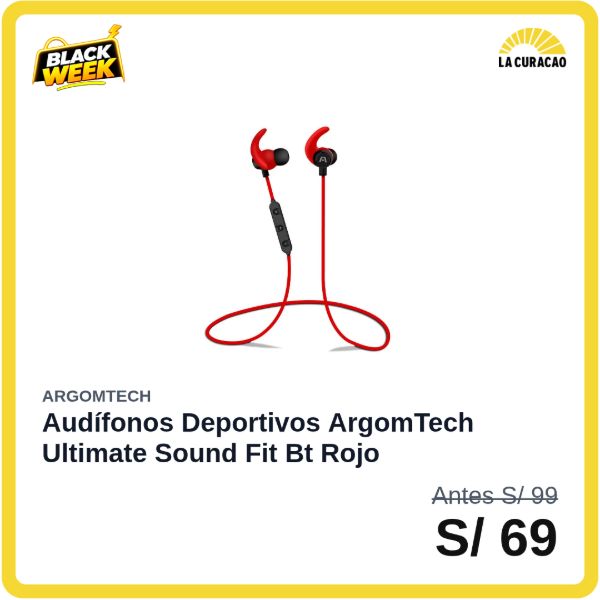 BLACK
WEEK
LA CURACAO
ARGOMTECH
Audífonos Deportivos ArgomTech
Ultimate Sound Fit Bt Rojo
Antes S/ 99
S/ 69